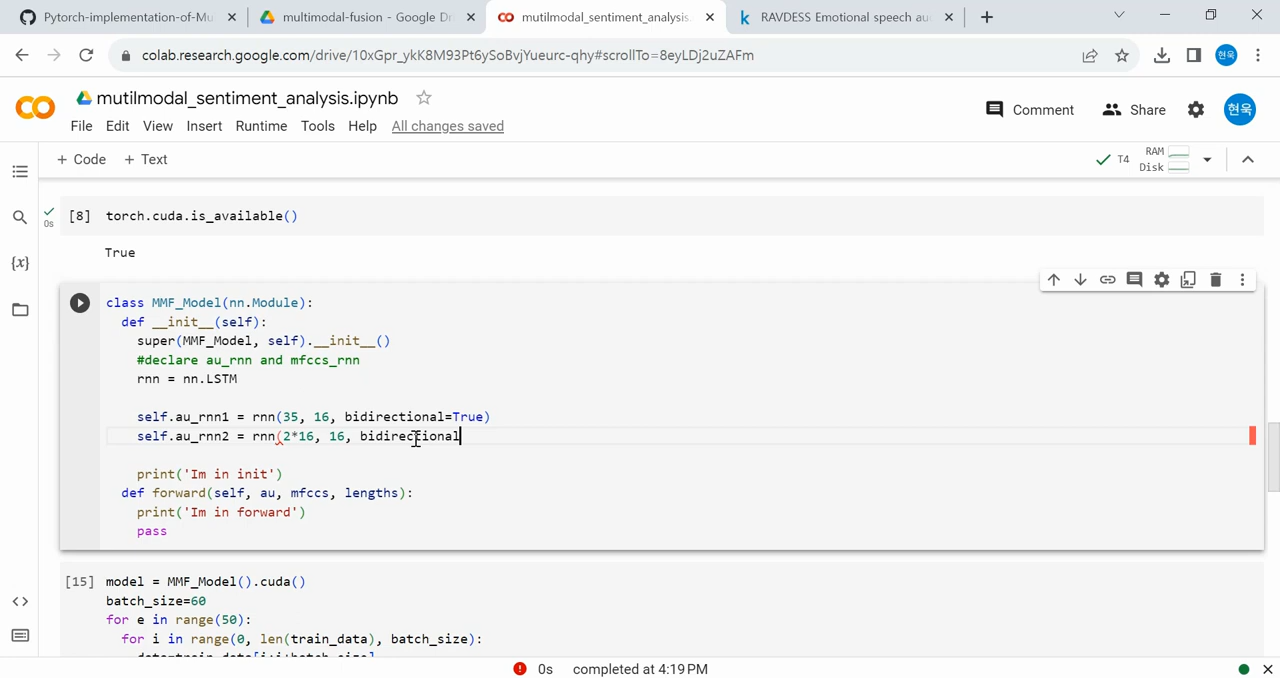 Pytorch-implementation-of-Mu
multimodal-fusion - Google Dr
mutilmodal_sentiment_analysis.
RAVDESS Emotional speech au
colab.research.google.com/drive/10xGpr_ykK8M93Pt6ySoBvjYueurc-qhy#scrollTo=8eyLDj2uZAFm
현욱
mutilmodal_sentiment_analysis.ipynb
Comment
Share
현욱
File Edit View Insert Runtime Tools Help All changes saved
+ Code + Text
T4
RAM
Disk
[8] torch.cuda.is_available()
0s
True
class MMF_Model(nn.Module):
def __init__(self):
super(MMF_Model, self).__init__()
#declare au_rnn and mfccs_rnn
rnn = nn.LSTM
self.au_rnn1 = rnn(35, 16, bidirectional=True)
self.au_rnn2 = rnn(2*16, 16, bidirectional
print('Im in init')
def forward(self, au, mfccs, lengths):
print('Im in forward')
pass
[15] model = MMF_Model().cuda()
batch_size=60
for e in range(50):
for i in range(0, len(train_data), batch_size):
data=train_data[i:i+batch_size]
0s completed at 4:19 PM